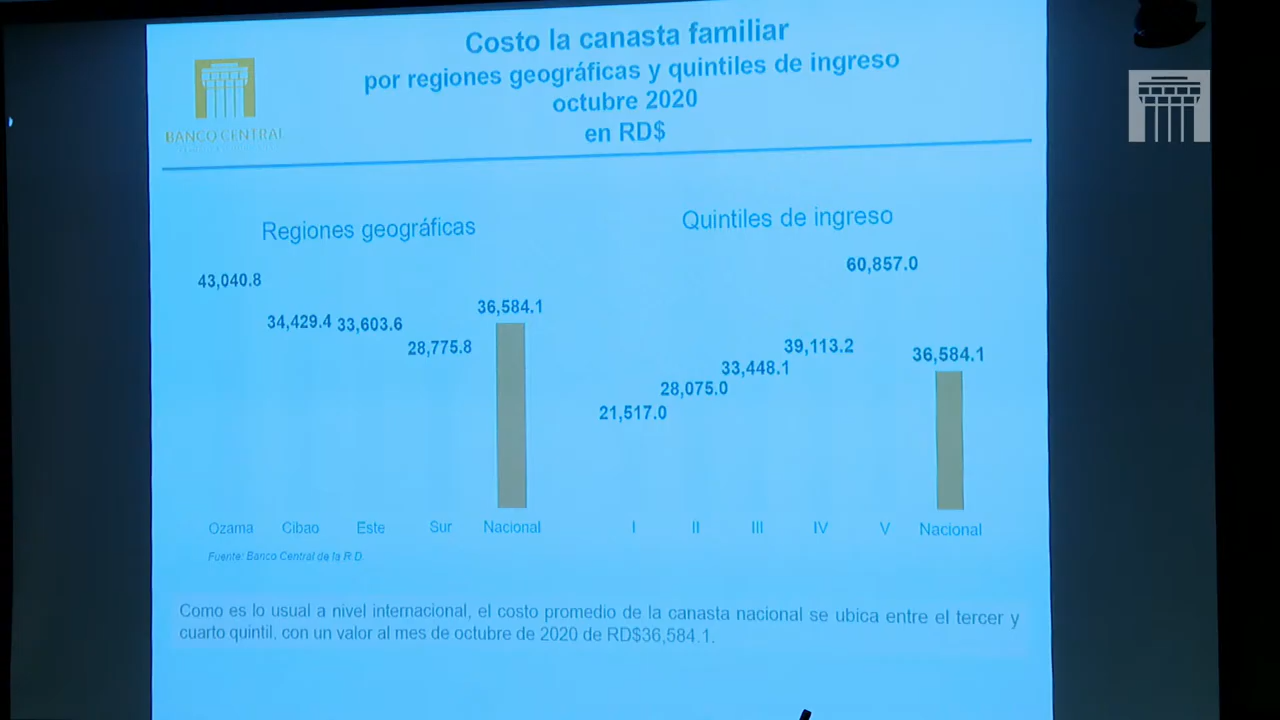 Costo la canasta familiar
por regiones geográficas y quintiles de ingreso
octubre 2020
en RD$
BANCO CENTRAL
Regiones geográficas
43,040.8
34,429.4
33,603.6
28,775.8
36,584.1
Ozama Cibao Este Sur Nacional
Fuente: Banco Central de la R.D.
Quintiles de ingreso
21,517.0
28,075.0
33,448.1
39,113.2
60,857.0
36,584.1
I II III IV V Nacional
Como es lo usual a nivel internacional, el costo promedio de la canasta nacional se ubica entre el tercer y
cuarto quintil, con un valor al mes de octubre de 2020 de RD$36,584.1.